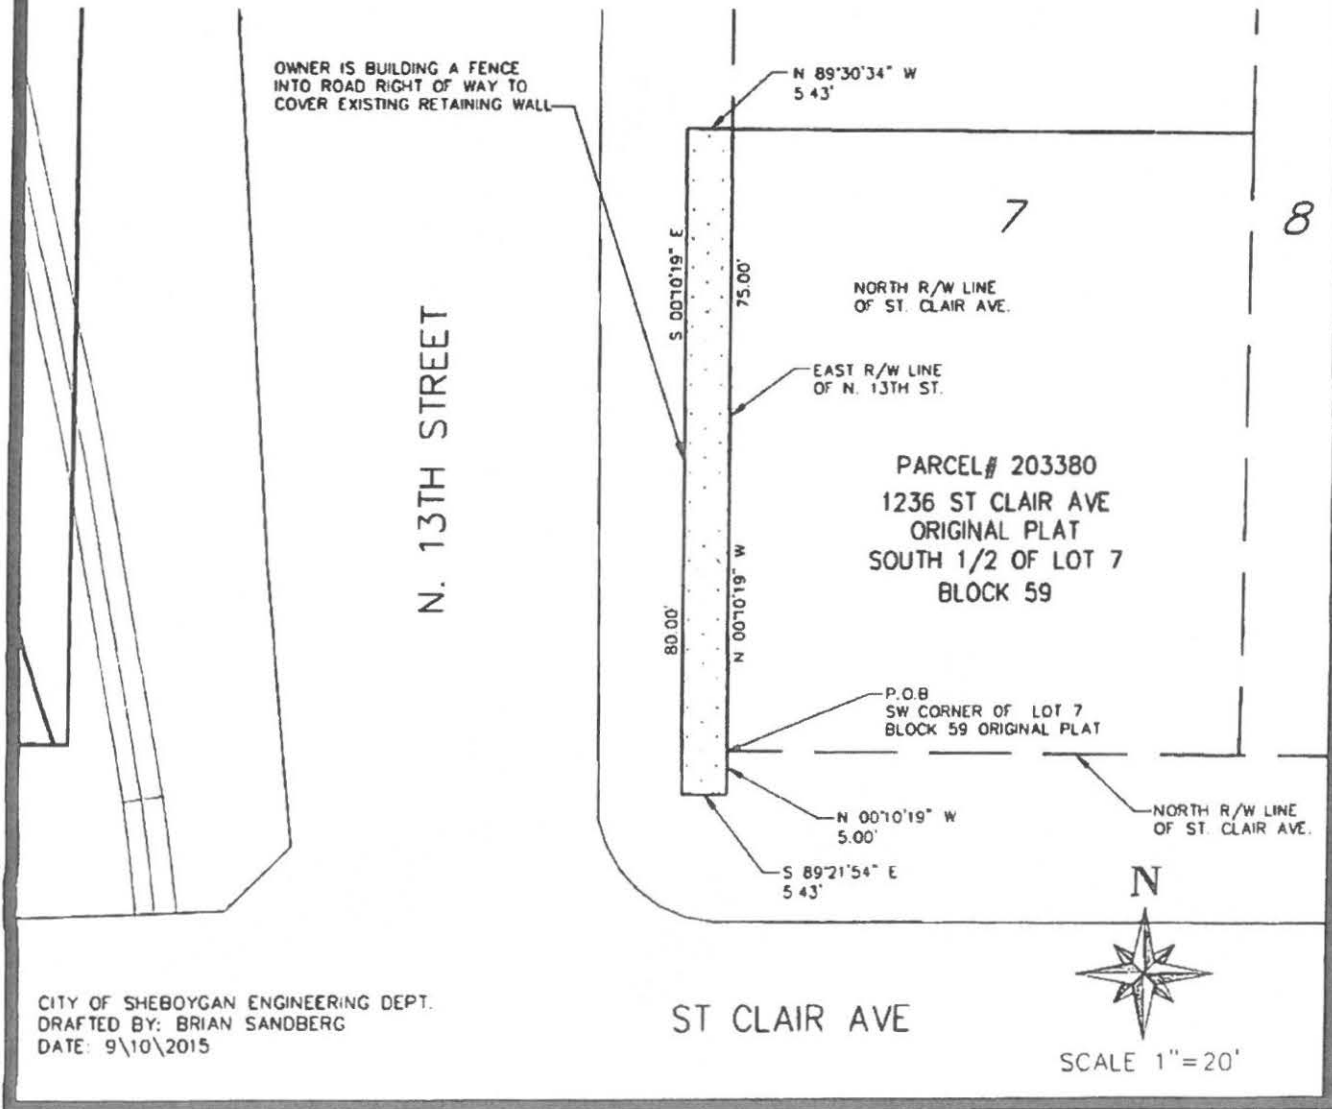 OWNER IS BUILDING A FENCE
INTO ROAD RIGHT OF WAY TO
COVER EXISTING RETAINING WALL
N 89°30'34" W
5.43'
7
8
S 00°10'19" E
75.00'
NORTH R/W LINE
OF ST. CLAIR AVE.
EAST R/W LINE
OF N. 13TH ST.
N. 13TH STREET
PARCEL# 203380
1236 ST CLAIR AVE
ORIGINAL PLAT
SOUTH 1/2 OF LOT 7
BLOCK 59
80.00'
N 00°10'19" W
P.O.B
SW CORNER OF LOT 7
BLOCK 59 ORIGINAL PLAT
N 00°10'19" W
5.00'
NORTH R/W LINE
OF ST. CLAIR AVE.
S 89°21'54" E
5.43'
N
CITY OF SHEBOYGAN ENGINEERING DEPT.
DRAFTED BY: BRIAN SANDBERG
DATE: 9\10\2015
ST CLAIR AVE
SCALE 1"=20'